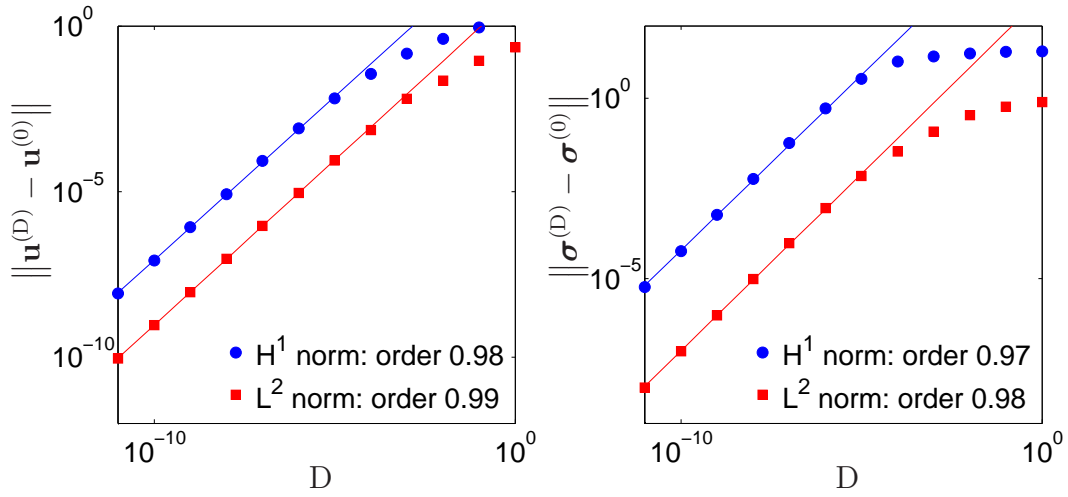 ‖u^(D) − u^(0)‖
10^0
10^−5
10^−10
H^1 norm: order 0.98
L^2 norm: order 0.99
10^−10
10^0
D
‖σ^(D) − σ^(0)‖
10^0
10^−5
H^1 norm: order 0.97
L^2 norm: order 0.98
10^−10
10^0
D